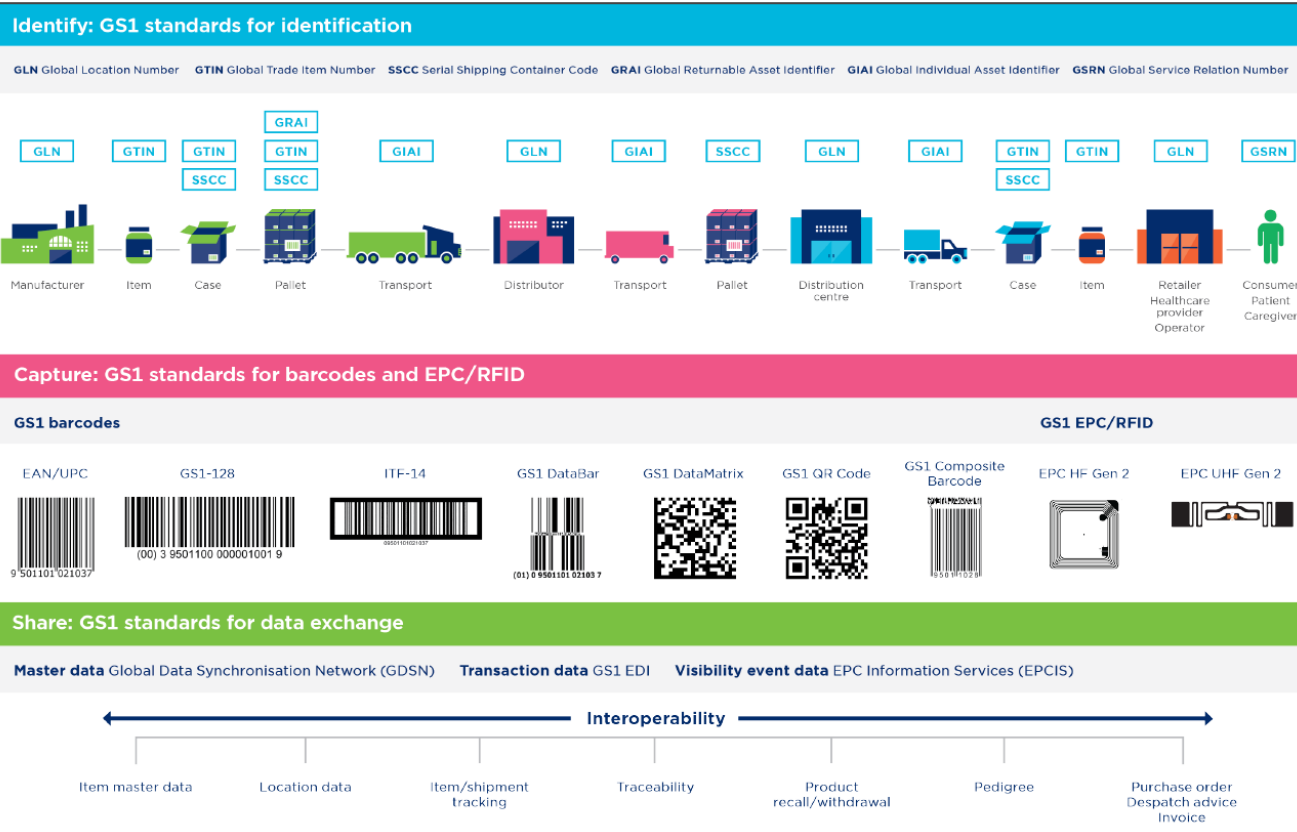 Identify: GS1 standards for identification
GLN Global Location Number GTIN Global Trade Item Number SSCC Serial Shipping Container Code GRAI Global Returnable Asset Identifier GIAI Global Individual Asset Identifier GSRN Global Service Relation Number
GRAI
GLN GTIN GTIN GTIN GIAI GLN GIAI SSCC GLN GIAI GTIN GTIN GLN GSRN
SSCC SSCC SSCC
Manufacturer Item Case Pallet Transport Distributor Transport Pallet Distribution centre Transport Case Item Retailer Consumer
Healthcare provider Patient
Operator Caregiver
Capture: GS1 standards for barcodes and EPC/RFID
GS1 barcodes GS1 EPC/RFID
EAN/UPC GS1-128 ITF-14 GS1 DataBar GS1 DataMatrix GS1 QR Code GS1 Composite Barcode EPC HF Gen 2 EPC UHF Gen 2
(00) 3 9501100 000001001 9
09501101021037
9 501101 021037
(01) 0 9501101 02103 7
95011028
Share: GS1 standards for data exchange
Master data Global Data Synchronisation Network (GDSN) Transaction data GS1 EDI Visibility event data EPC Information Services (EPCIS)
Interoperability
Item master data Location data Item/shipment tracking Traceability Product recall/withdrawal Pedigree Purchase order
Despatch advice
Invoice